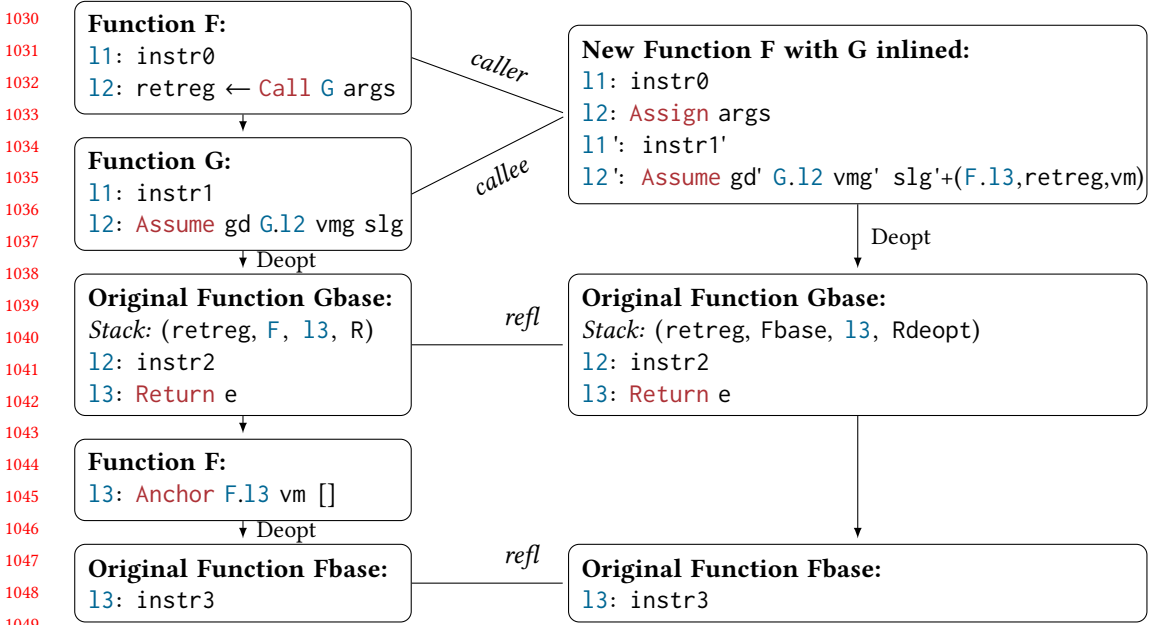 1030
1031
1032
1033
1034
1035
1036
1037
1038
1039
1040
1041
1042
1043
1044
1045
1046
1047
1048
1049
Function F:
l1: instr0
l2: retreg ← Call G args
Function G:
l1: instr1
l2: Assume gd G.l2 vmg slg
Deopt
Original Function Gbase:
Stack: (retreg, F, l3, R)
l2: instr2
l3: Return e
Function F:
l3: Anchor F.l3 vm []
Deopt
Original Function Fbase:
l3: instr3
caller
callee
refl
refl
New Function F with G inlined:
l1: instr0
l2: Assign args
l1': instr1'
l2': Assume gd' G.l2 vmg' slg'+(F.l3,retreg,vm)
Deopt
Original Function Gbase:
Stack: (retreg, Fbase, l3, Rdeopt)
l2: instr2
l3: Return e
Original Function Fbase:
l3: instr3